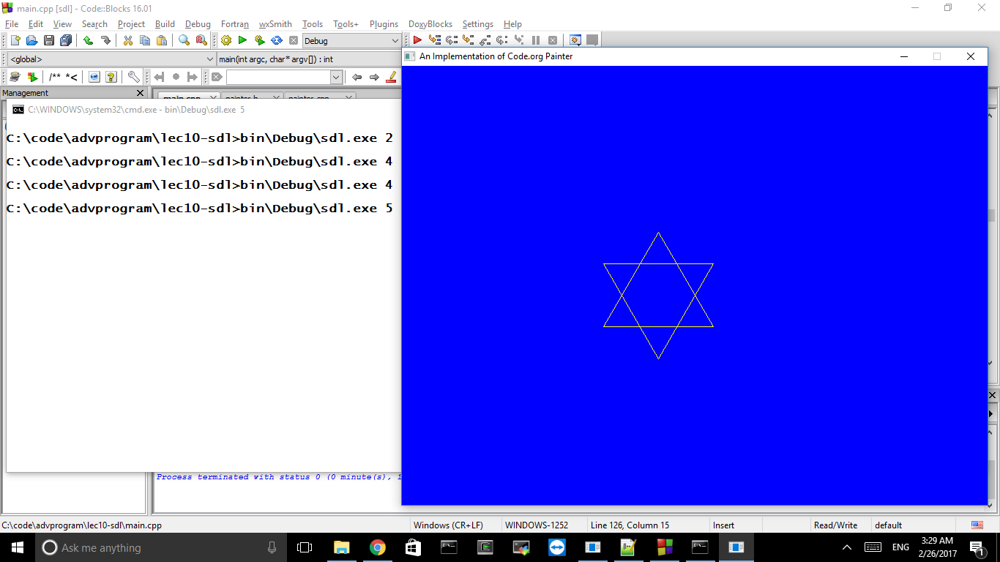 main.cpp [sdl] - Code::Blocks 16.01
File Edit View Search Project Build Debug Fortran wxSmith Tools Tools+ Plugins DoxyBlocks Settings Help
Debug
<global> main(int argc, char* argv[]) : int
An Implementation of Code.org Painter
/** *<
Management
main.cpp painter.h painter.cpp
C:\WINDOWS\system32\cmd.exe - bin\Debug\sdl.exe 5
C:\code\advprogram\lec10-sdl>bin\Debug\sdl.exe 2
C:\code\advprogram\lec10-sdl>bin\Debug\sdl.exe 4
C:\code\advprogram\lec10-sdl>bin\Debug\sdl.exe 4
C:\code\advprogram\lec10-sdl>bin\Debug\sdl.exe 5
Process terminated with status 0 (0 minute(s), 1
C:\code\advprogram\lec10-sdl\main.cpp Windows (CR+LF) WINDOWS-1252 Line 126, Column 15 Insert Read/Write default
Ask me anything
ENG
3:29 AM
2/26/2017
1